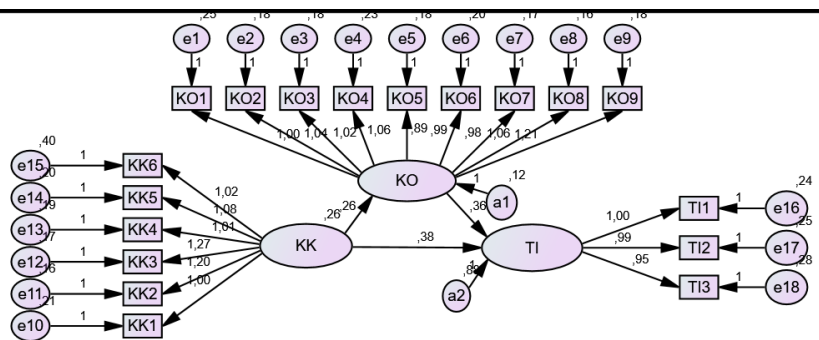 ,25 ,18 ,18 ,23 ,18 ,20 ,17 ,16 ,18
e1 e2 e3 e4 e5 e6 e7 e8 e9
1 1 1 1 1 1 1 1 1
KO1 KO2 KO3 KO4 KO5 KO6 KO7 KO8 KO9
1,00 1,04 1,02 1,06 ,89 ,99 ,98 1,06 1,21
,40
e15 1 KK6
,20
e14 1 KK5
,19
e13 1 KK4
,17
e12 1 KK3
,16
e11 1 KK2
,21
e10 1 KK1
1,02
1,08
1,01
1,27
1,20
1,00
KO
1 ,12
a1
,26 ,26
,36
KK
,38
TI
1
a2
1,00
,99
,95
TI1 1 e16 ,24
TI2 1 e17 ,25
TI3 1 e18 ,28